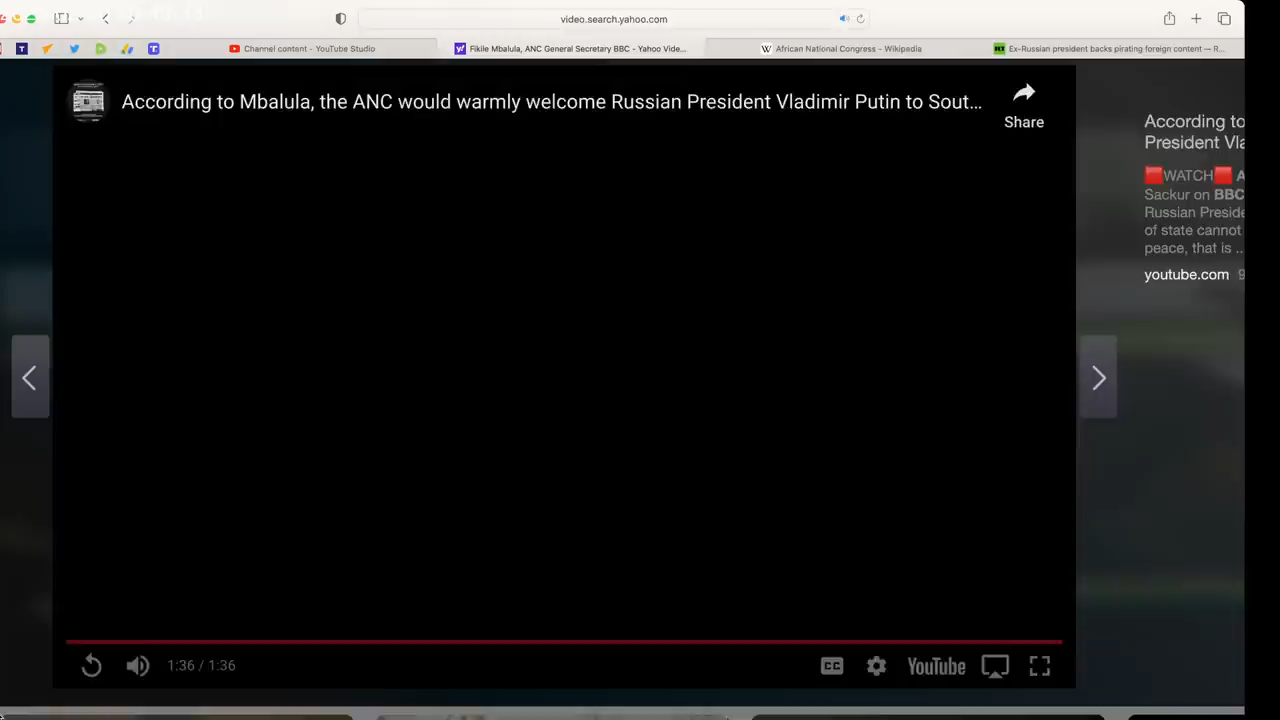 video.search.yahoo.com
Channel content - YouTube Studio
Fikile Mbalula, ANC General Secretary BBC - Yahoo Vide...
African National Congress - Wikipedia
Ex-Russian president backs pirating foreign content — R...
According to Mbalula, the ANC would warmly welcome Russian President Vladimir Putin to Sout...
Share
According to
President Vla
WATCH A
Sackur on BBC
Russian Preside
of state cannot
peace, that is ...
youtube.com 9
1:36 / 1:36
CC
YouTube